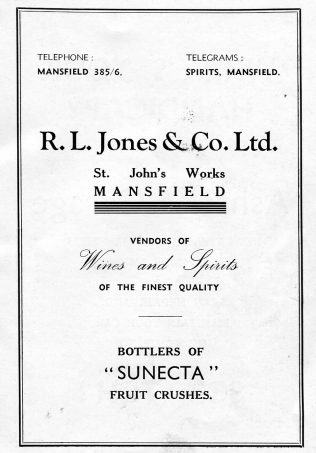 TELEPHONE :
MANSFIELD 385/6.
TELEGRAMS :
SPIRITS, MANSFIELD.
R. L. Jones & Co. Ltd.
St. John's Works
MANSFIELD
VENDORS OF
Wines and Spirits
OF THE FINEST QUALITY
BOTTLERS OF
"SUNECTA"
FRUIT CRUSHES.